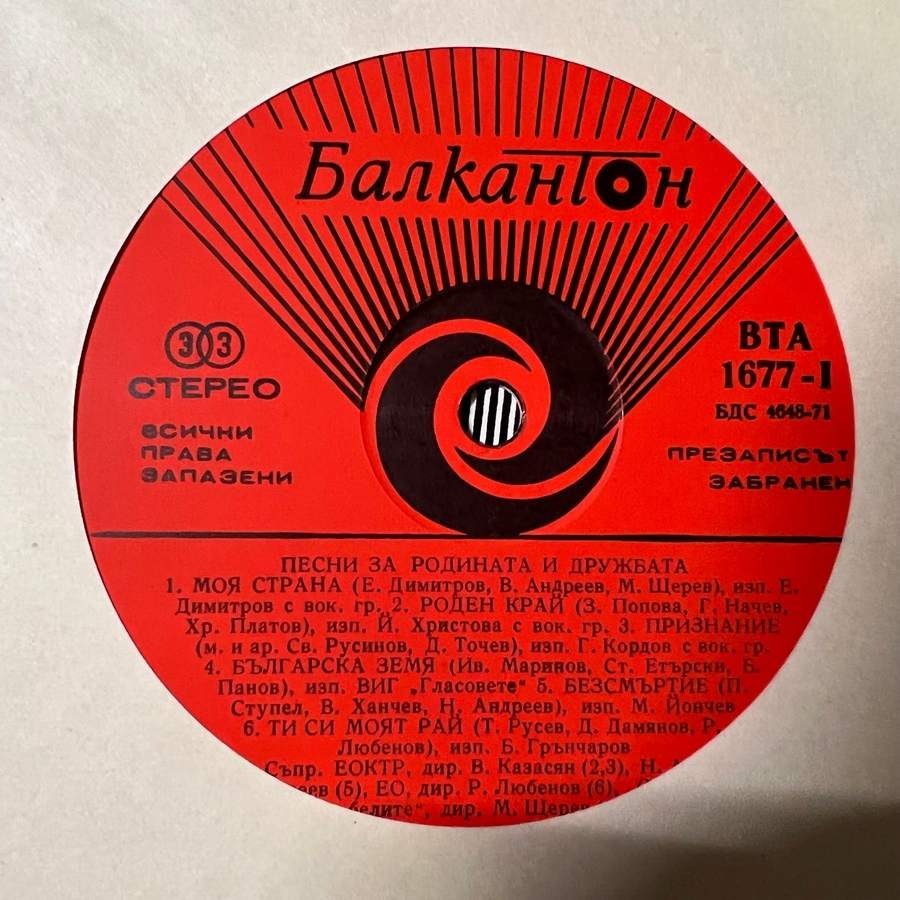 Балкантон
33
СТЕРЕО
ВСИЧКИ
ПРАВА
ЗАПАЗЕНИ
ВТА
1677-I
БДС 4648-71
ПРЕЗАПИСЪТ
ЗАБРАНЕН
ПЕСНИ ЗА РОДИНАТА И ДРУЖБАТА
1. МОЯ СТРАНА (Е. Димитров, В. Андреев, М. Щерев), изп. Е.
Димитров с вок. гр. 2. РОДЕН КРАЙ (З. Попова, Г. Начев,
Хр. Платов), изп. Й. Христова с вок. гр. 3. ПРИЗНАНИЕ
(м. и ар. Св. Русинов, Д. Точев), изп. Г. Кордов с вок. гр.
4. БЪЛГАРСКА ЗЕМЯ (Ив. Маринов, Ст. Етърски, Б.
Панов), изп. ВИГ „Гласовете" 5. БЕЗСМЪРТИЕ (П.
Ступел, В. Ханчев, Н. Андреев), изп. М. Йончев
6. ТИ СИ МОЯТ РАЙ (Т. Русев, Д. Дамянов, Р.
Любенов), изп. Б. Грънчаров
Съпр. ЕОКТР, дир. В. Казасян (2,3), Н.
(5), ЕО, дир. Р. Любенов (6),
дир. М. Щерев